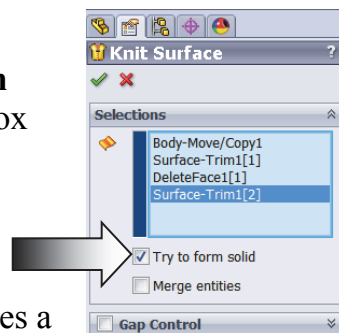 Knit Surface ?
n
Selections
ox
Body-Move/Copy1
Surface-Trim1[1]
DeleteFace1[1]
Surface-Trim1[2]
Try to form solid
Merge entities
es a
Gap Control